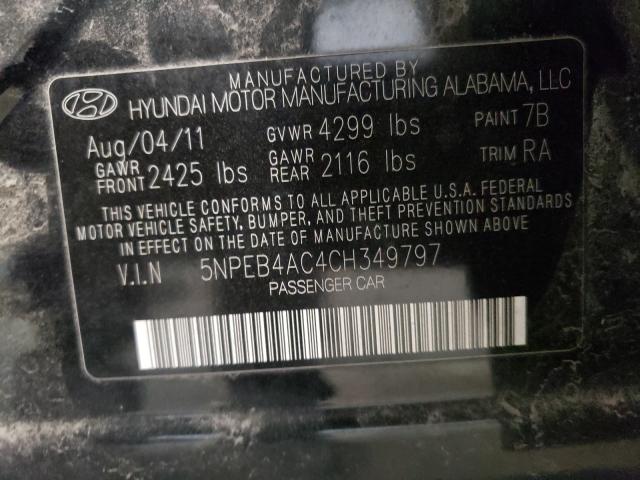 MANUFACTURED BY
HYUNDAI MOTOR MANUFACTURING ALABAMA, LLC
Aug/04/11 GVWR 4299 lbs PAINT 7B
GAWR FRONT 2425 lbs GAWR REAR 2116 lbs TRIM RA
THIS VEHICLE CONFORMS TO ALL APPLICABLE U.S.A. FEDERAL
MOTOR VEHICLE SAFETY, BUMPER, AND THEFT PREVENTION STANDARDS
IN EFFECT ON THE DATE OF MANUFACTURE SHOWN ABOVE.
V.I.N 5NPEB4AC4CH349797
PASSENGER CAR